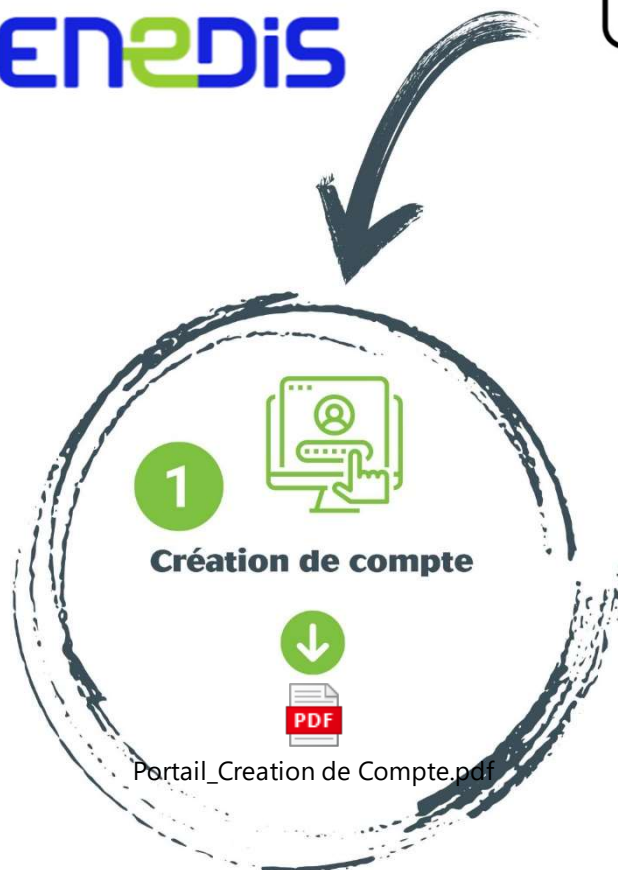 ENEDIS
1
Création de compte
PDF
Portail_Creation de Compte.pdf